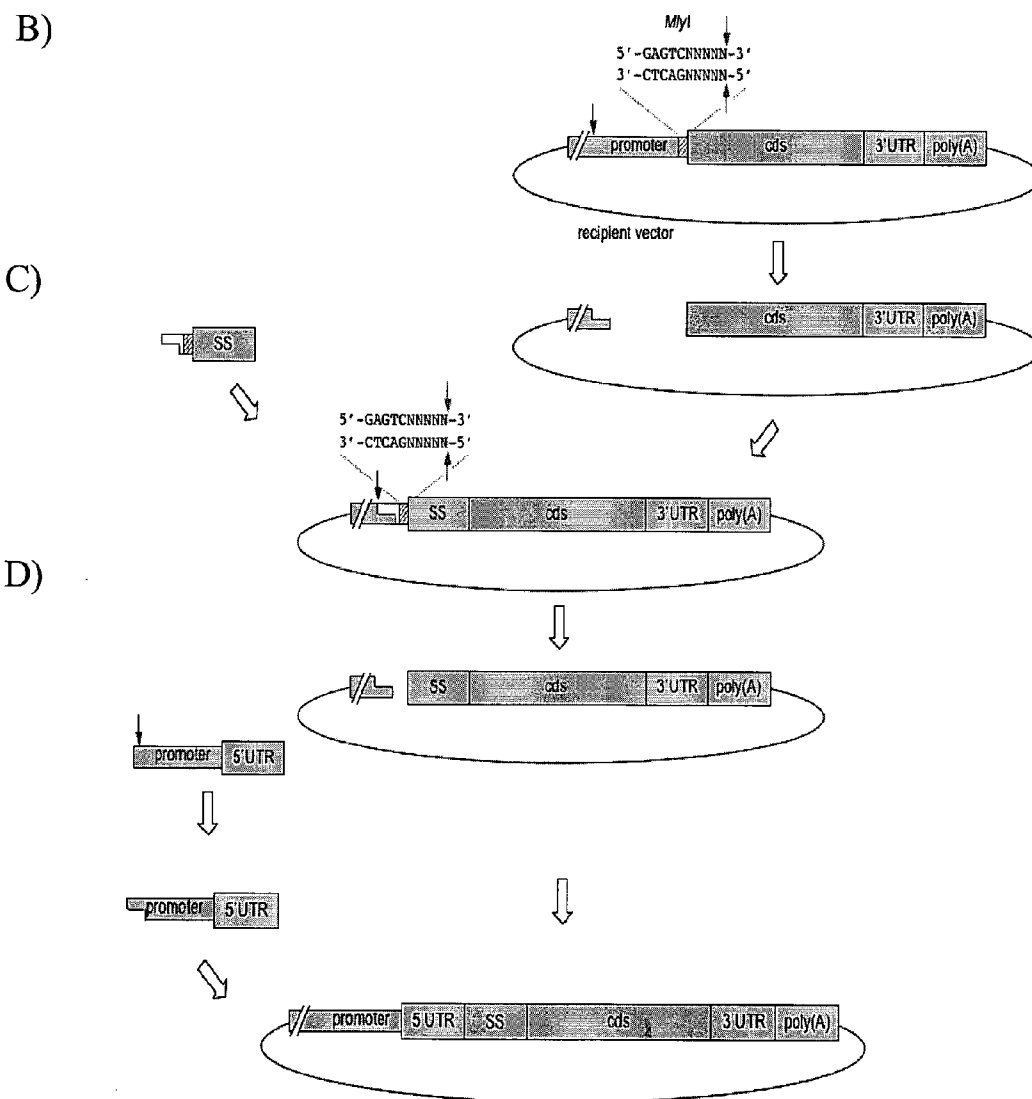 B)
MlyI
5'-GAGTCNNNNN-3'
3'-CTCAGNNNNN-5'
promoter cds 3'UTR poly(A)
recipient vector
C)
SS
cds 3'UTR poly(A)
5'-GAGTCNNNNN-3'
3'-CTCAGNNNNN-5'
SS cds 3'UTR poly(A)
D)
SS cds 3'UTR poly(A)
promoter 5'UTR
promoter 5'UTR
promoter 5'UTR SS cds 3'UTR poly(A)